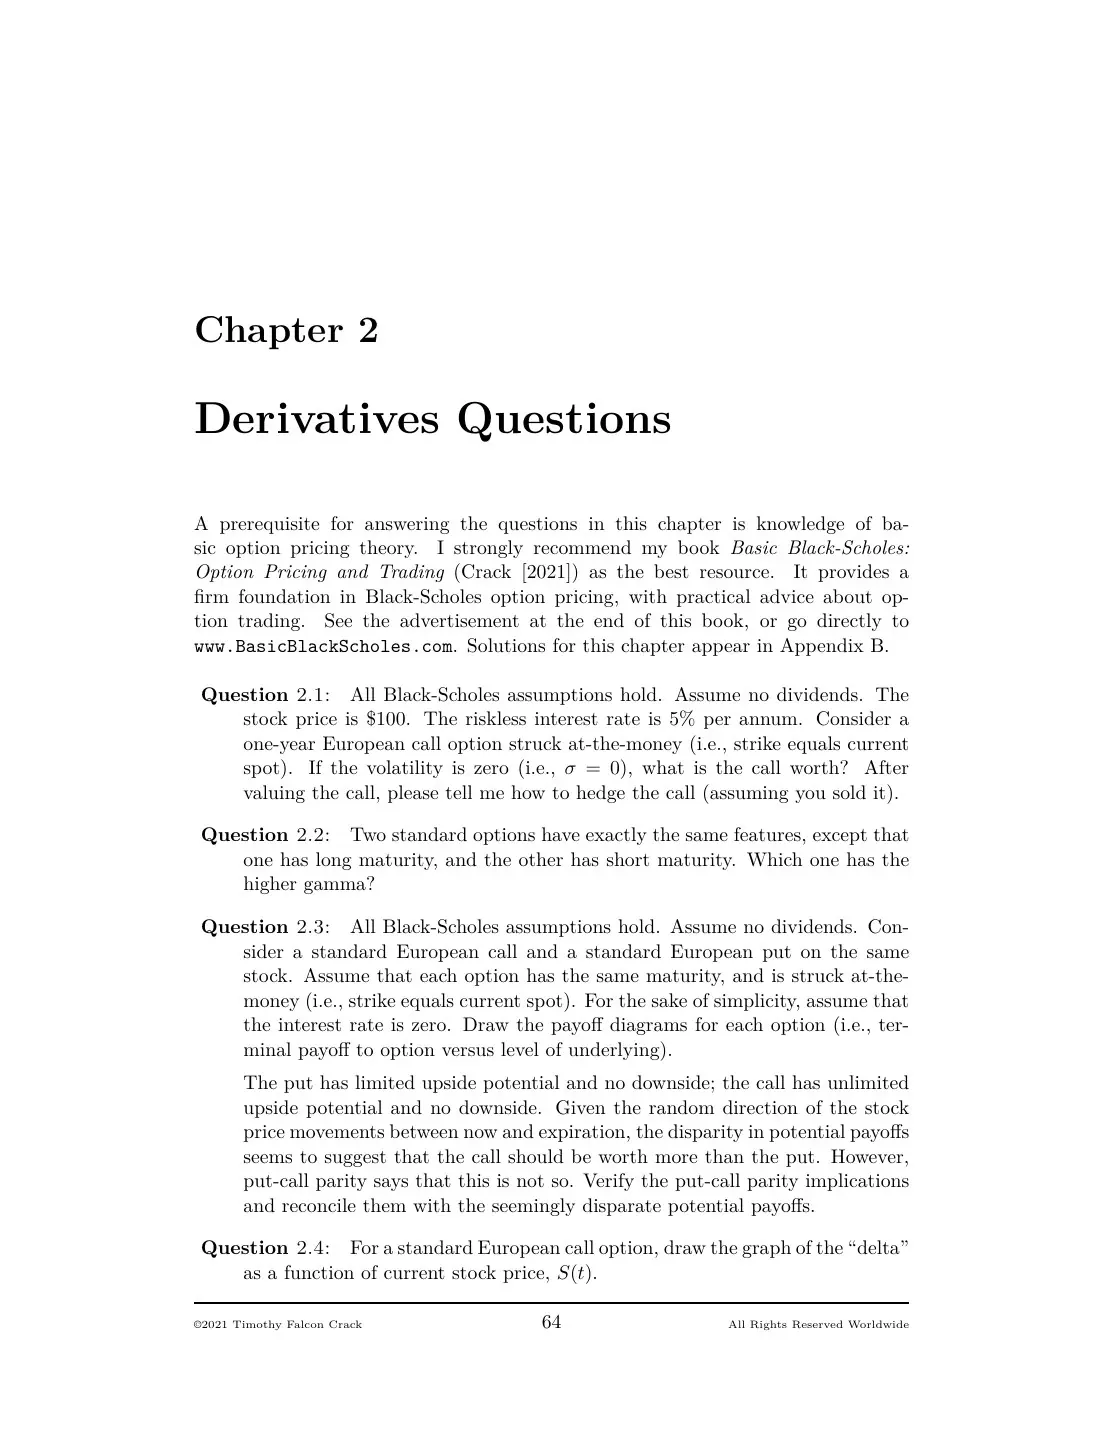 Chapter 2
Derivatives Questions
A prerequisite for answering the questions in this chapter is knowledge of ba-
sic option pricing theory. I strongly recommend my book Basic Black-Scholes:
Option Pricing and Trading (Crack [2021]) as the best resource. It provides a
firm foundation in Black-Scholes option pricing, with practical advice about op-
tion trading. See the advertisement at the end of this book, or go directly to
www.BasicBlackScholes.com. Solutions for this chapter appear in Appendix B.
Question 2.1: All Black-Scholes assumptions hold. Assume no dividends. The
stock price is $100. The riskless interest rate is 5% per annum. Consider a
one-year European call option struck at-the-money (i.e., strike equals current
spot). If the volatility is zero (i.e., σ = 0), what is the call worth? After
valuing the call, please tell me how to hedge the call (assuming you sold it).
Question 2.2: Two standard options have exactly the same features, except that
one has long maturity, and the other has short maturity. Which one has the
higher gamma?
Question 2.3: All Black-Scholes assumptions hold. Assume no dividends. Con-
sider a standard European call and a standard European put on the same
stock. Assume that each option has the same maturity, and is struck at-the-
money (i.e., strike equals current spot). For the sake of simplicity, assume that
the interest rate is zero. Draw the payoff diagrams for each option (i.e., ter-
minal payoff to option versus level of underlying).
The put has limited upside potential and no downside; the call has unlimited
upside potential and no downside. Given the random direction of the stock
price movements between now and expiration, the disparity in potential payoffs
seems to suggest that the call should be worth more than the put. However,
put-call parity says that this is not so. Verify the put-call parity implications
and reconcile them with the seemingly disparate potential payoffs.
Question 2.4: For a standard European call option, draw the graph of the “delta”
as a function of current stock price, S(t).
©2021 Timothy Falcon Crack 64 All Rights Reserved Worldwide